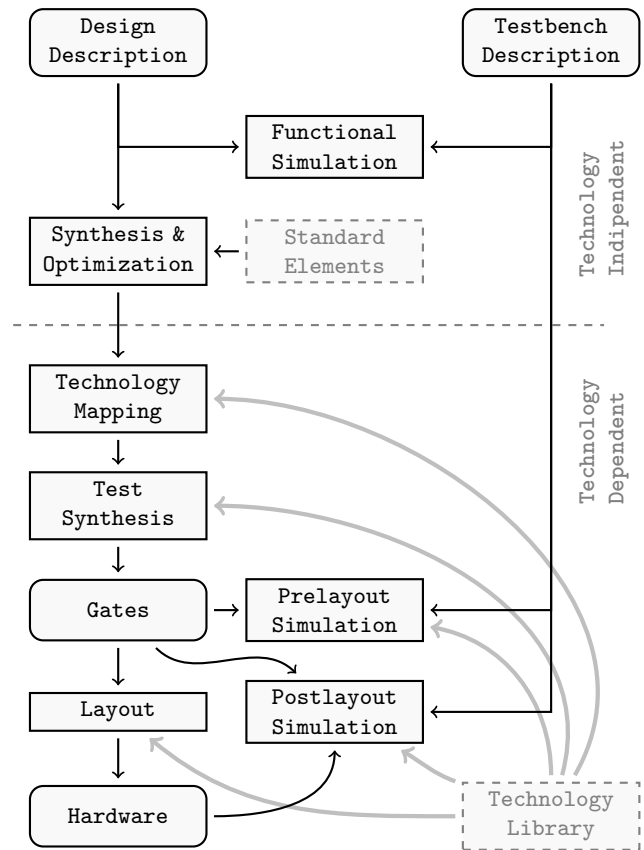 Design
Description
Testbench
Description
Functional
Simulation
Technology
Indipendent
Synthesis &
Optimization
Standard
Elements
Technology
Mapping
Technology
Dependent
Test
Synthesis
Gates
Prelayout
Simulation
Layout
Postlayout
Simulation
Hardware
Technology
Library